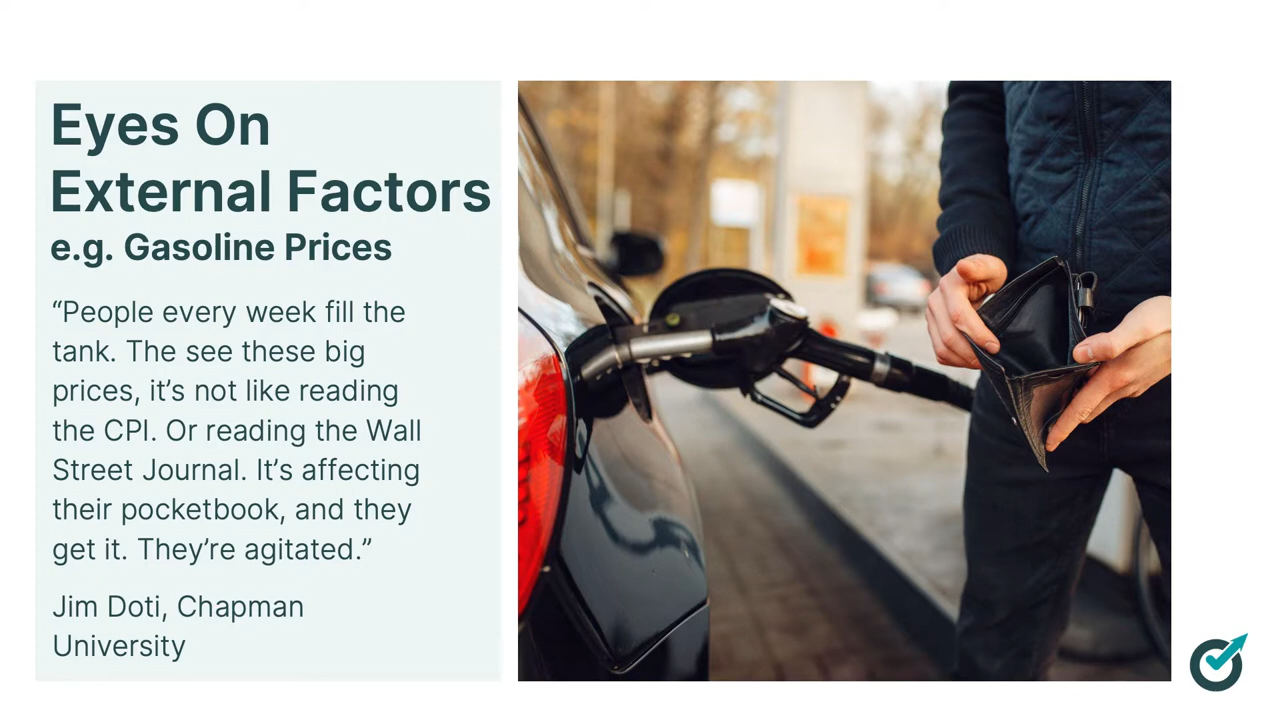 Eyes On
External Factors
e.g. Gasoline Prices
“People every week fill the
tank. The see these big
prices, it’s not like reading
the CPI. Or reading the Wall
Street Journal. It’s affecting
their pocketbook, and they
get it. They’re agitated.”
Jim Doti, Chapman
University